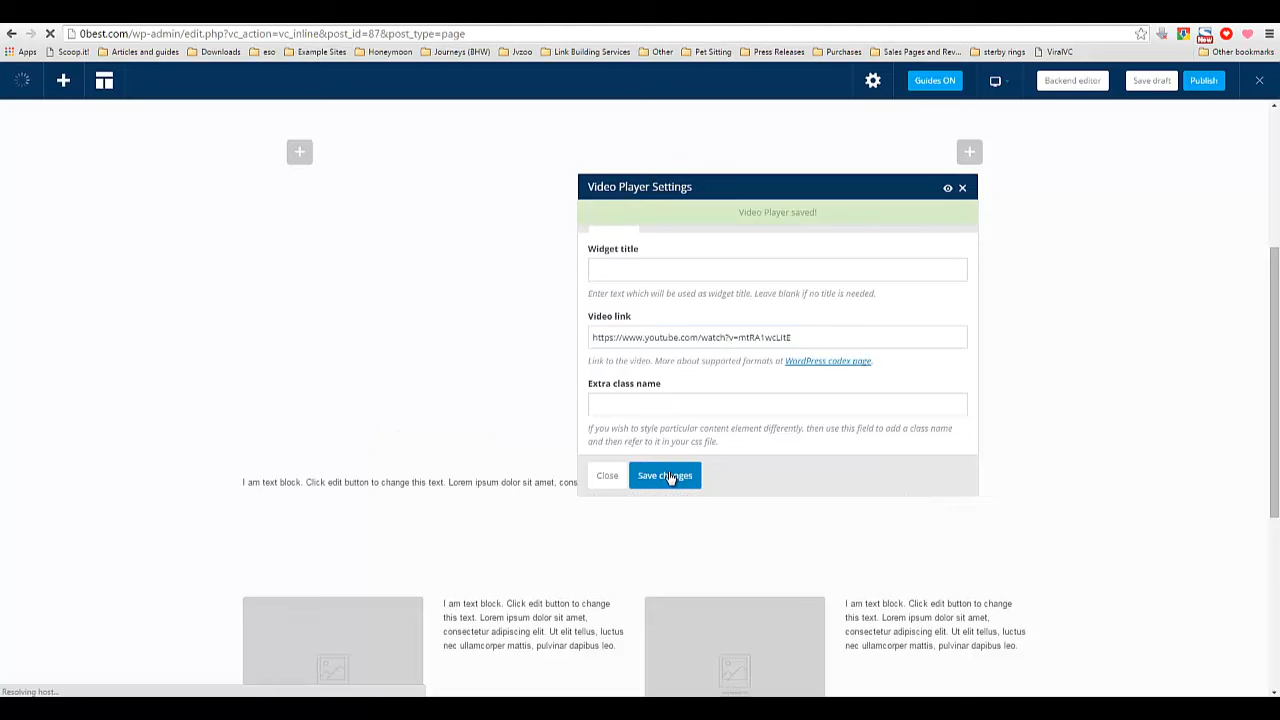 0best.com/wp-admin/edit.php?vc_action=vc_inline&post_id=87&post_type=page
Apps Scoop.it! Articles and guides Downloads eso Example Sites Honeymoon Journeys (BHW) Jvzoo Link Building Services Other Pet Sitting Press Releases Purchases Sales Pages and Rev... sterby rings ViralVC Other bookmarks
Guides ON Backend editor Save draft Publish
Video Player Settings
Video Player saved!
Widget title
Enter text which will be used as widget title. Leave blank if no title is needed.
Video link
https://www.youtube.com/watch?v=mtRA1wcLItE
Link to the video. More about supported formats at WordPress codex page.
Extra class name
If you wish to style particular content element differently, then use this field to add a class name
and then refer to it in your css file.
Close Save changes
I am text block. Click edit button to change this text. Lorem ipsum dolor sit amet, cons
I am text block. Click edit button to change
this text. Lorem ipsum dolor sit amet,
consectetur adipiscing elit. Ut elit tellus, luctus
nec ullamcorper mattis, pulvinar dapibus leo.
I am text block. Click edit button to change
this text. Lorem ipsum dolor sit amet,
consectetur adipiscing elit. Ut elit tellus, luctus
nec ullamcorper mattis, pulvinar dapibus leo.
Resolving host...